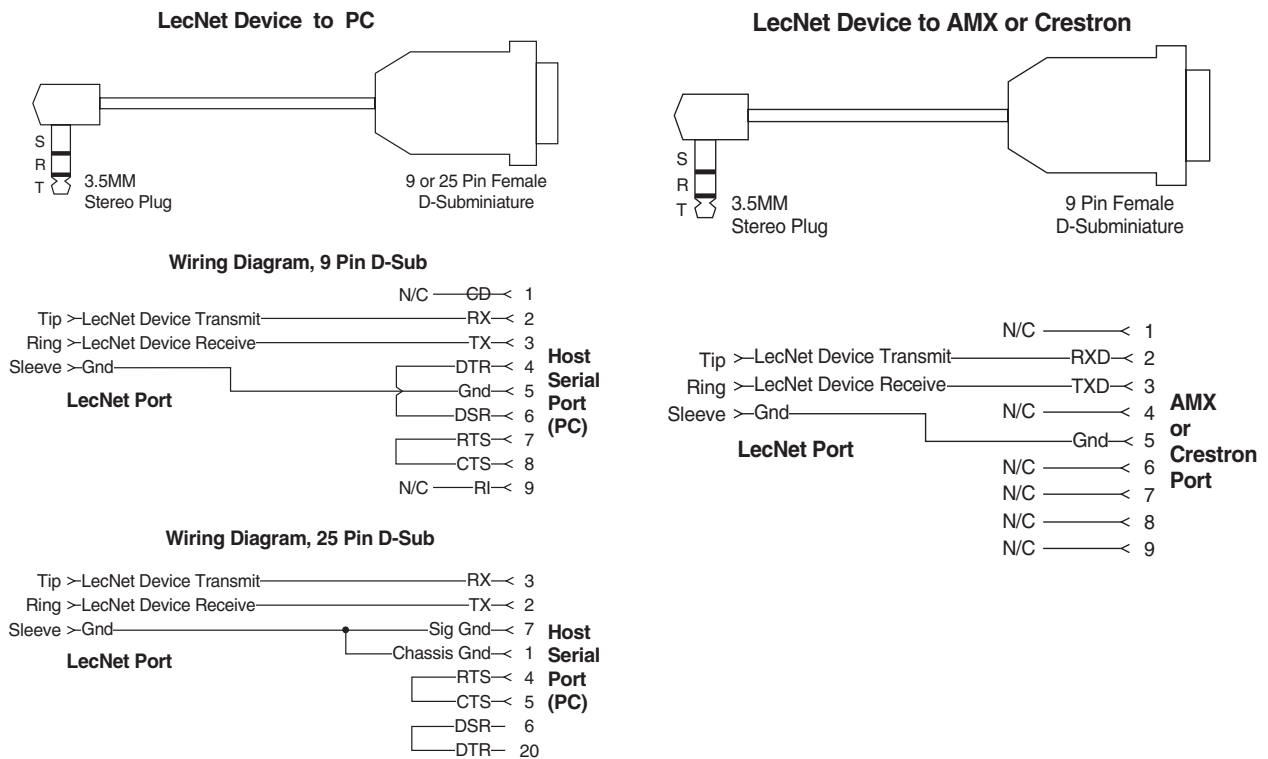 LecNet Device to PC
S
R
T
3.5MM
Stereo Plug
9 or 25 Pin Female
D-Subminiature
Wiring Diagram, 9 Pin D-Sub
N/C CD 1
Tip LecNet Device Transmit RX 2
Ring LecNet Device Receive TX 3
Sleeve Gnd DTR 4
Gnd 5
DSR 6
RTS 7
CTS 8
N/C RI 9
LecNet Port
Host
Serial
Port
(PC)
Wiring Diagram, 25 Pin D-Sub
Tip LecNet Device Transmit RX 3
Ring LecNet Device Receive TX 2
Sleeve Gnd Sig Gnd 7
Chassis Gnd 1
RTS 4
CTS 5
DSR 6
DTR 20
LecNet Port
Host
Serial
Port
(PC)
LecNet Device to AMX or Crestron
S
R
T
3.5MM
Stereo Plug
9 Pin Female
D-Subminiature
N/C 1
Tip LecNet Device Transmit RXD 2
Ring LecNet Device Receive TXD 3
Sleeve Gnd N/C 4
Gnd 5
N/C 6
N/C 7
N/C 8
N/C 9
LecNet Port
AMX
or
Crestron
Port